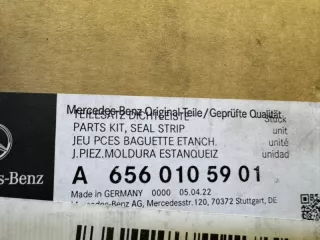 Mercedes-Benz Original-Teile/Geprüfte Qualität
TEILESATZ DICHTLEISTE Stück
PARTS KIT, SEAL STRIP unit
JEU PCES BAGUETTE ETANCH. unité
J.PIEZ.MOLDURA ESTANQUEIZ unidad
s-Benz
A 656 010 59 01
Made in GERMANY 0000 05.04.22
Mercedes-Benz AG, Mercedesstr.120, 70372 Stuttgart, DE